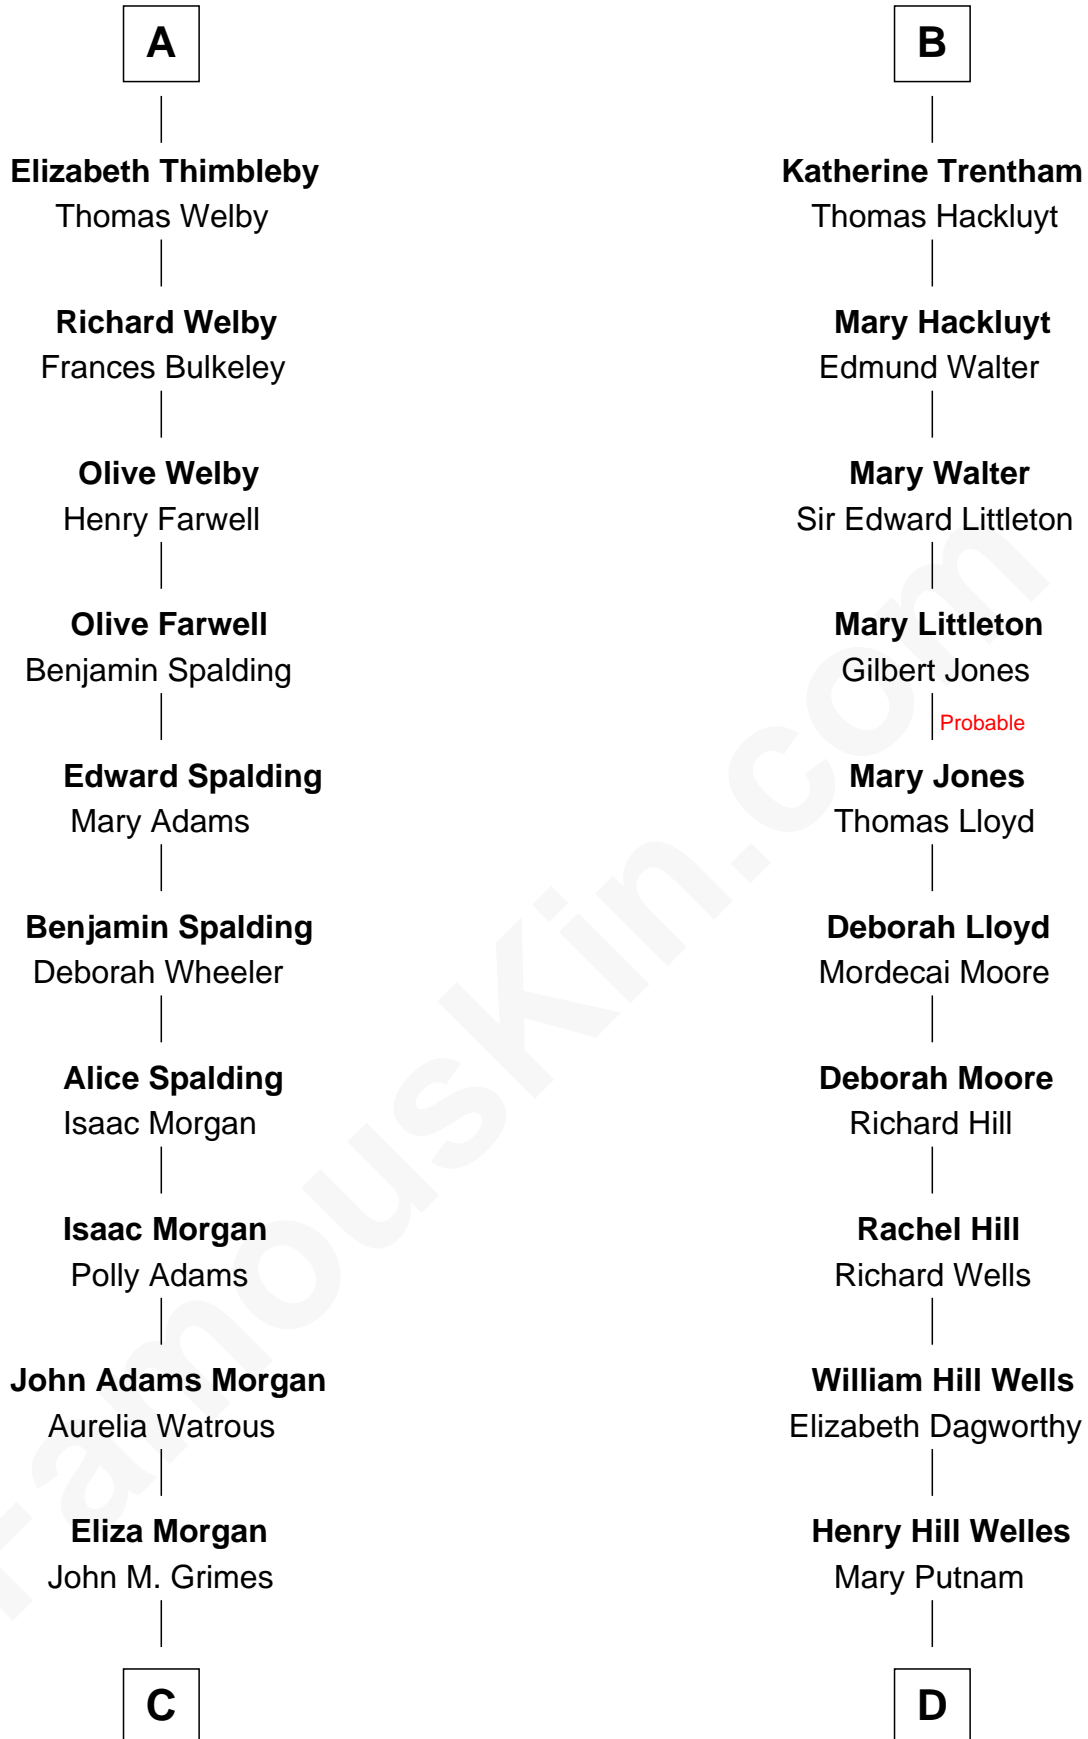 A
Elizabeth Thimbleby
Thomas Welby
Richard Welby
Frances Bulkeley
Olive Welby
Henry Farwell
Olive Farwell
Benjamin Spalding
Edward Spalding
Mary Adams
Benjamin Spalding
Deborah Wheeler
Alice Spalding
Isaac Morgan
Isaac Morgan
Polly Adams
John Adams Morgan
Aurelia Watrous
Eliza Morgan
John M. Grimes
C
B
Katherine Trentham
Thomas Hackluyt
Mary Hackluyt
Edmund Walter
Mary Walter
Sir Edward Littleton
Mary Littleton
Gilbert Jones
Probable
Mary Jones
Thomas Lloyd
Deborah Lloyd
Mordecai Moore
Deborah Moore
Richard Hill
Rachel Hill
Richard Wells
William Hill Wells
Elizabeth Dagworthy
Henry Hill Welles
Mary Putnam
D
FamousKin.com